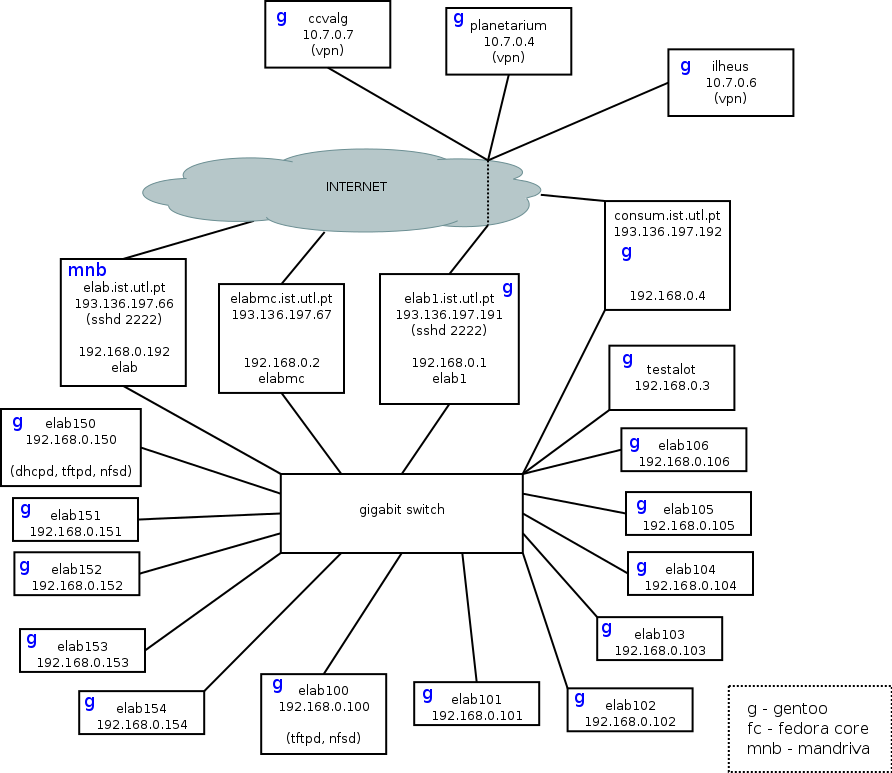 g ccvalg
10.7.0.7
(vpn)
g planetarium
10.7.0.4
(vpn)
g ilheus
10.7.0.6
(vpn)
INTERNET
mnb
elab.ist.utl.pt
193.136.197.66
(sshd 2222)
192.168.0.192
elab
elabmc.ist.utl.pt
193.136.197.67
192.168.0.2
elabmc
g
elab1.ist.utl.pt
193.136.197.191
(sshd 2222)
192.168.0.1
elab1
consum.ist.utl.pt
193.136.197.192
g
192.168.0.4
g testalot
192.168.0.3
g elab150
192.168.0.150
(dhcpd, tftpd, nfsd)
g elab106
192.168.0.106
g elab151
192.168.0.151
gigabit switch
g elab105
192.168.0.105
g elab152
192.168.0.152
g elab104
192.168.0.104
g elab153
192.168.0.153
g elab103
192.168.0.103
g elab154
192.168.0.154
g elab100
192.168.0.100
(tftpd, nfsd)
g elab101
192.168.0.101
g elab102
192.168.0.102
g - gentoo
fc - fedora core
mnb - mandriva